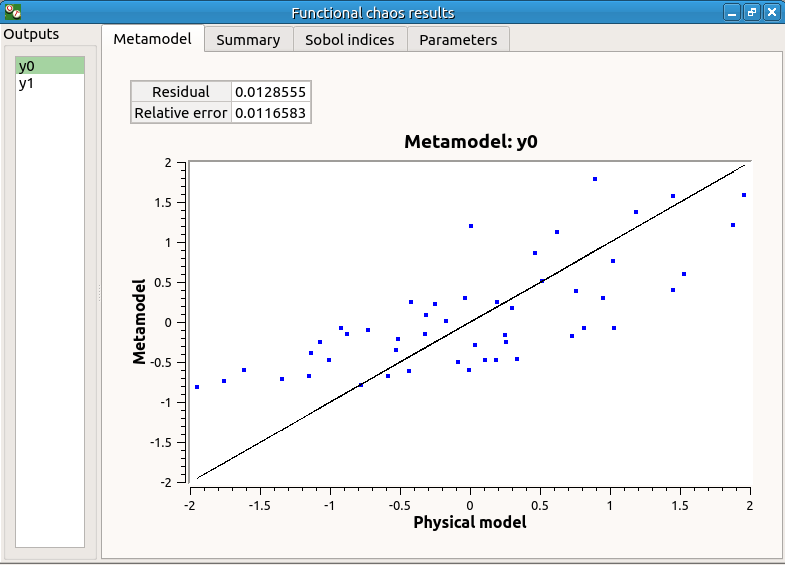 Functional chaos results
Outputs
y0
y1
Metamodel
Summary
Sobol indices
Parameters
Residual 0.0128555
Relative error 0.0116583
Metamodel: y0
Metamodel
2
1.5
1
0.5
0
-0.5
-1
-1.5
-2
-2 -1.5 -1 -0.5 0 0.5 1 1.5 2
Physical model